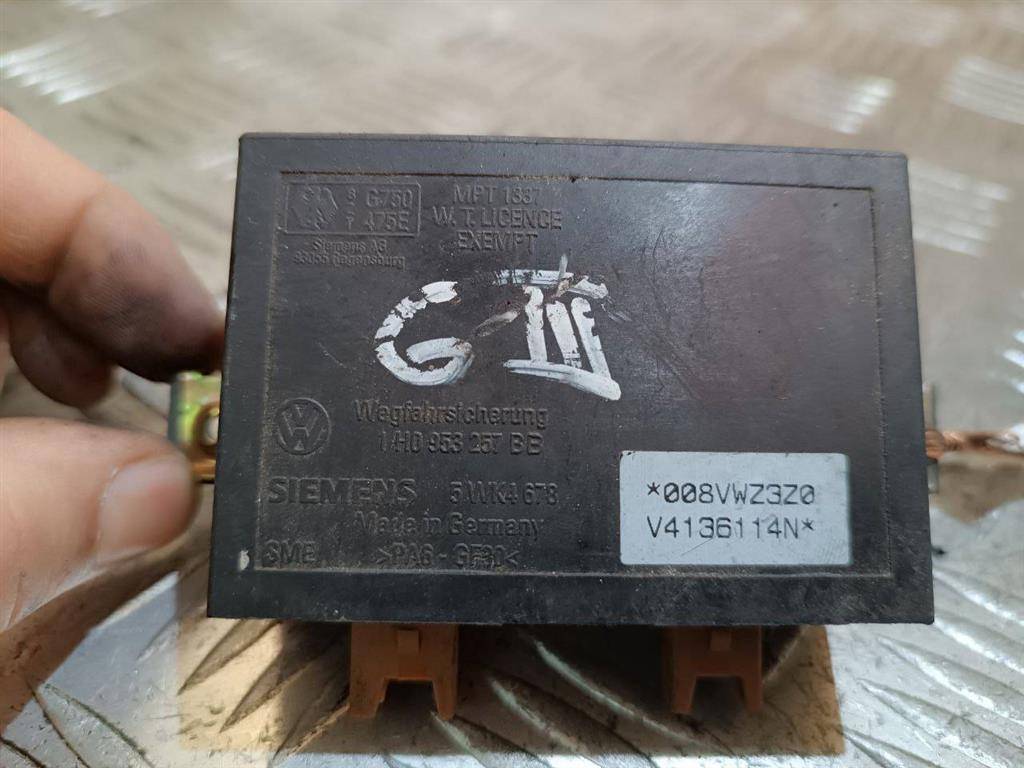 G750
475E
Siemens AG
93055 Regensburg
MPT 1887
W.T. LICENCE
EXEMPT
G III
Wegfahrsicherung
1H0 953 257 BB
SIEMENS 5WK4 678
Made in Germany
SME >PA6-GF30<
*008VWZ3Z0
V4136114N*